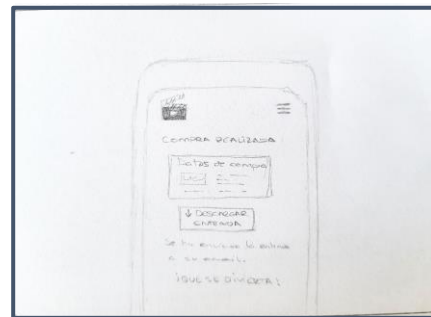 COMPRA REALIZADA
Datos de compra
↓ DESCARGAR
ENTRADA
Se ha enviado la entrada
a su email.
¡QUE SE DIVIERTA!